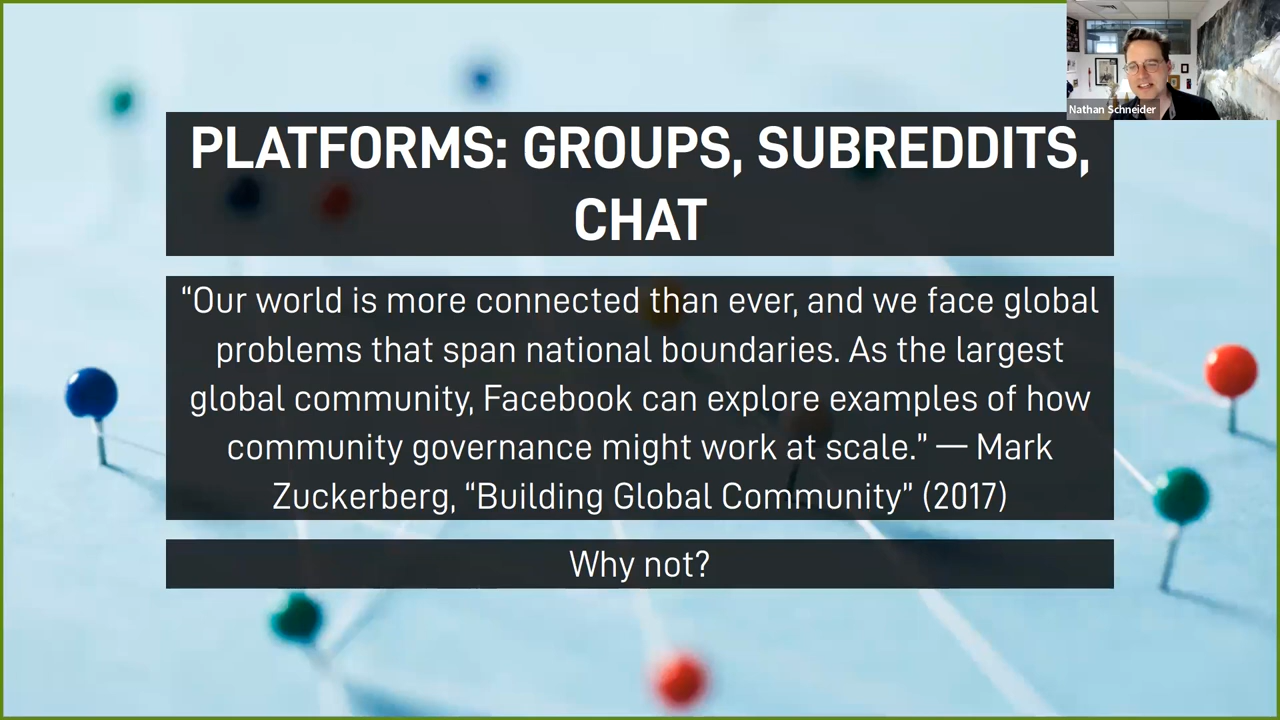 Nathan Schneider
PLATFORMS: GROUPS, SUBREDDITS,
CHAT
“Our world is more connected than ever, and we face global
problems that span national boundaries. As the largest
global community, Facebook can explore examples of how
community governance might work at scale.” — Mark
Zuckerberg, “Building Global Community” (2017)
Why not?